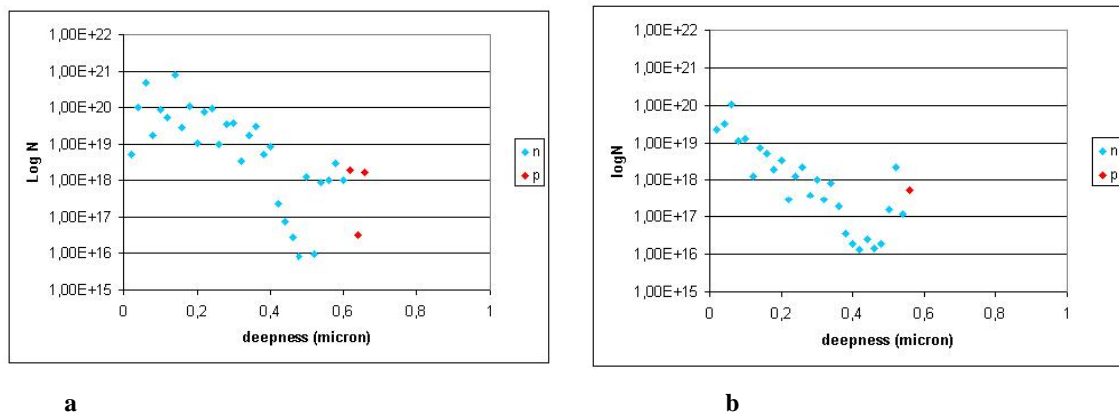 1,00E+22
1,00E+21
1,00E+20
1,00E+19
1,00E+18
1,00E+17
1,00E+16
1,00E+15
Log N
0 0,2 0,4 0,6 0,8 1
deepness (micron)
n
p
a
1,00E+22
1,00E+21
1,00E+20
1,00E+19
1,00E+18
1,00E+17
1,00E+16
1,00E+15
logN
0 0,2 0,4 0,6 0,8 1
deepness (micron)
n
p
b